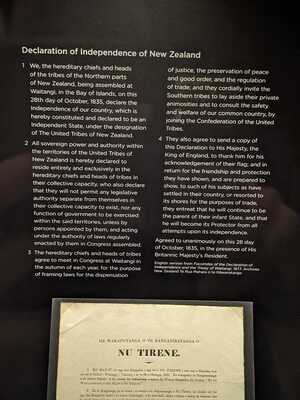 Declaration of Independence of New Zealand
1 We, the hereditary chiefs and heads
of the tribes of the Northern parts
of New Zealand, being assembled at
Waitangi, in the Bay of Islands, on this
28th day of October, 1835, declare the
Independence of our country, which is
hereby constituted and declared to be an
Independent State, under the designation
of The United Tribes of New Zealand.
2 All sovereign power and authority within
the territories of the United Tribes of
New Zealand is hereby declared to
reside entirely and exclusively in the
hereditary chiefs and heads of tribes in
their collective capacity, who also declare
that they will not permit any legislative
authority separate from themselves in
their collective capacity to exist, nor any
function of government to be exercised
within the said territories, unless by
persons appointed by them, and acting
under the authority of laws regularly
enacted by them in Congress assembled.
3 The hereditary chiefs and heads of tribes
agree to meet in Congress at Waitangi in
the autumn of each year, for the purpose
of framing laws for the dispensation
of justice, the preservation of peace
and good order, and the regulation
of trade; and they cordially invite the
Southern tribes to lay aside their private
animosities and to consult the safety
and welfare of our common country, by
joining the Confederation of the United
Tribes.
4 They also agree to send a copy of
this Declaration to His Majesty, the
King of England, to thank him for his
acknowledgement of their flag; and in
return for the friendship and protection
they have shown, and are prepared to
show, to such of his subjects as have
settled in their country, or resorted to
its shores for the purposes of trade,
they entreat that he will continue to be
the parent of their infant State, and that
he will become its Protector from all
attempts upon its independence.
Agreed to unanimously on this 28 day
of October, 1835, in the presence of His
Britannic Majesty's Resident.
English version from Facsimiles of the Declaration of
Independence and the Treaty of Waitangi, 1877, Archives
New Zealand Te Rua Mahara o te Kāwanatanga
NU TIRENE.